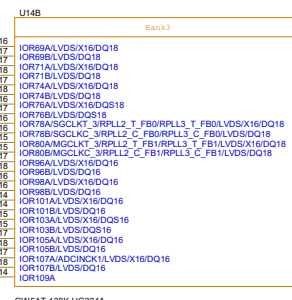 U14B
Bank3
IOR69A/LVDS/X16/DQ18
IOR69B/LVDS/DQ18
IOR71A/LVDS/X16/DQ18
IOR71B/LVDS/DQ18
IOR74A/LVDS/X16/DQ18
IOR74B/LVDS/DQ18
IOR76A/LVDS/X16/DQS18
IOR76B/LVDS/DQS18
IOR78A/SGCLKT_3/RPLL2_T_FB0/RPLL3_T_FB0/LVDS/X16/DQ18
IOR78B/SGCLKC_3/RPLL2_C_FB0/RPLL3_C_FB0/LVDS/DQ18
IOR80A/MGCLKT_3/RPLL2_T_FB1/RPLL3_T_FB1/LVDS/X16/DQ18
IOR80B/MGCLKC_3/RPLL2_C_FB1/RPLL3_C_FB1/LVDS/DQ18
IOR96A/LVDS/X16/DQ16
IOR96B/LVDS/DQ16
IOR98A/LVDS/X16/DQ16
IOR98B/LVDS/DQ16
IOR101A/LVDS/X16/DQ16
IOR101B/LVDS/DQ16
IOR103A/LVDS/X16/DQS16
IOR103B/LVDS/DQS16
IOR105A/LVDS/X16/DQ16
IOR105B/LVDS/DQ16
IOR107A/ADCINCK1/LVDS/X16/DQ16
IOR107B/LVDS/DQ16
IOR109A